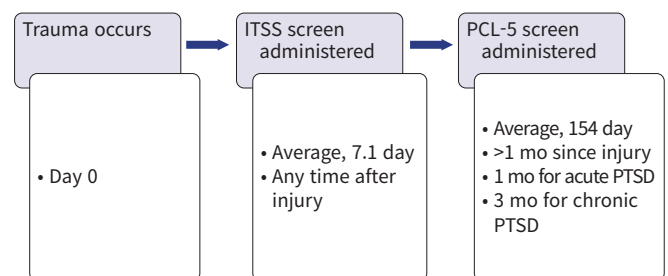 Trauma occurs
ITSS screen
administered
PCL-5 screen
administered
• Day 0
• Average, 7.1 day
• Any time after
injury
• Average, 154 day
• >1 mo since injury
• 1 mo for acute PTSD
• 3 mo for chronic
PTSD